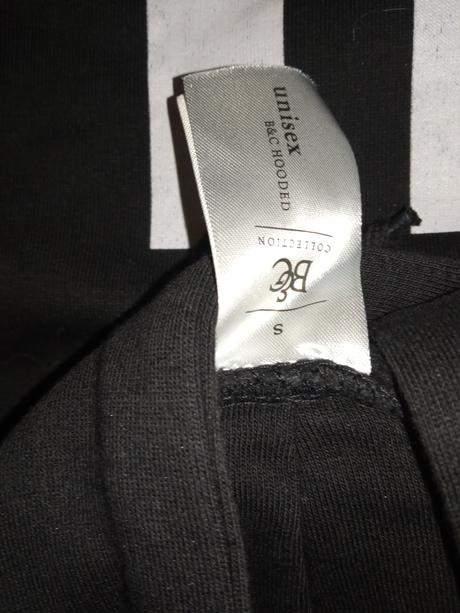 unisex
B&C HOODED
COLLECTION
B&C
S